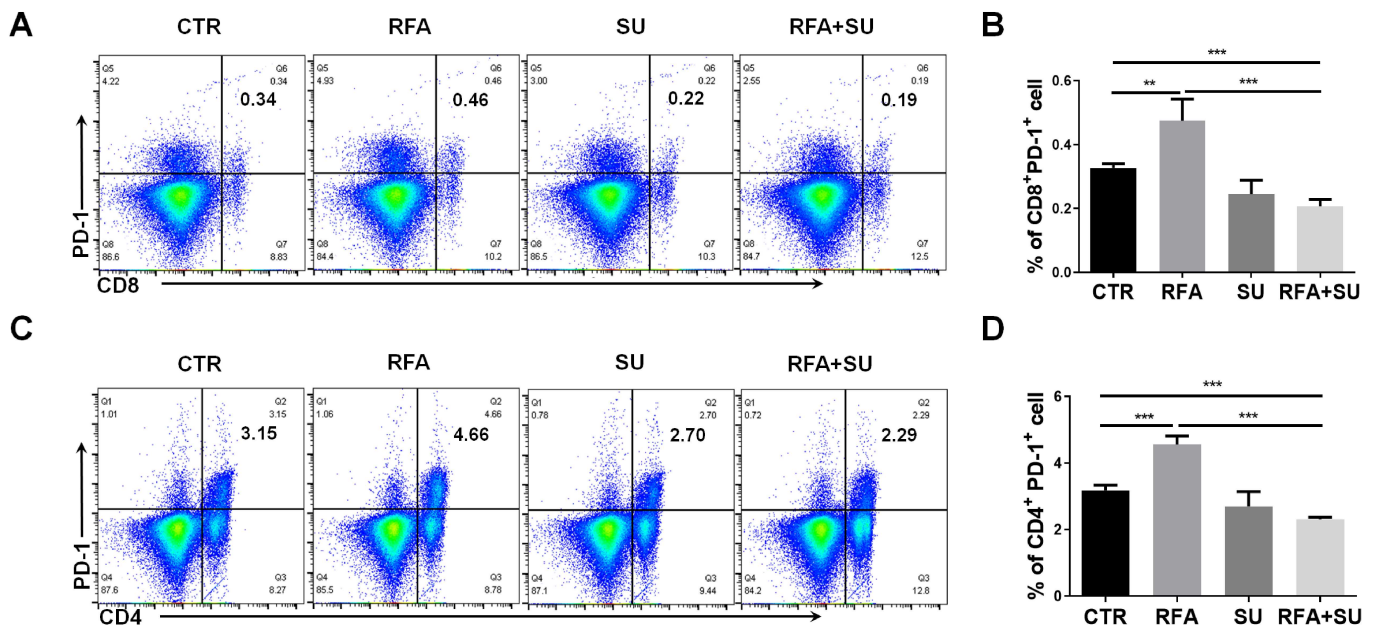 A
CTR
RFA
SU
RFA+SU
Q5
4.22
Q6
0.34
0.34
Q8
86.6
Q7
8.83
Q5
4.93
Q6
0.46
0.46
Q8
84.4
Q7
10.2
Q5
3.00
Q6
0.22
0.22
Q8
86.5
Q7
10.3
Q5
2.55
Q6
0.19
0.19
Q8
84.7
Q7
12.5
PD-1
CD8
B
***
**
***
% of CD8+PD-1+ cell
0.6
0.4
0.2
0.0
CTR
RFA
SU
RFA+SU
C
CTR
RFA
SU
RFA+SU
Q1
1.01
Q2
3.15
3.15
Q4
87.6
Q3
8.27
Q1
1.06
Q2
4.66
4.66
Q4
85.5
Q3
8.78
Q1
0.78
Q2
2.70
2.70
Q4
87.1
Q3
9.44
Q1
0.72
Q2
2.29
2.29
Q4
84.2
Q3
12.8
PD-1
CD4
D
***
***
***
% of CD4+ PD-1+ cell
6
4
2
0
CTR
RFA
SU
RFA+SU